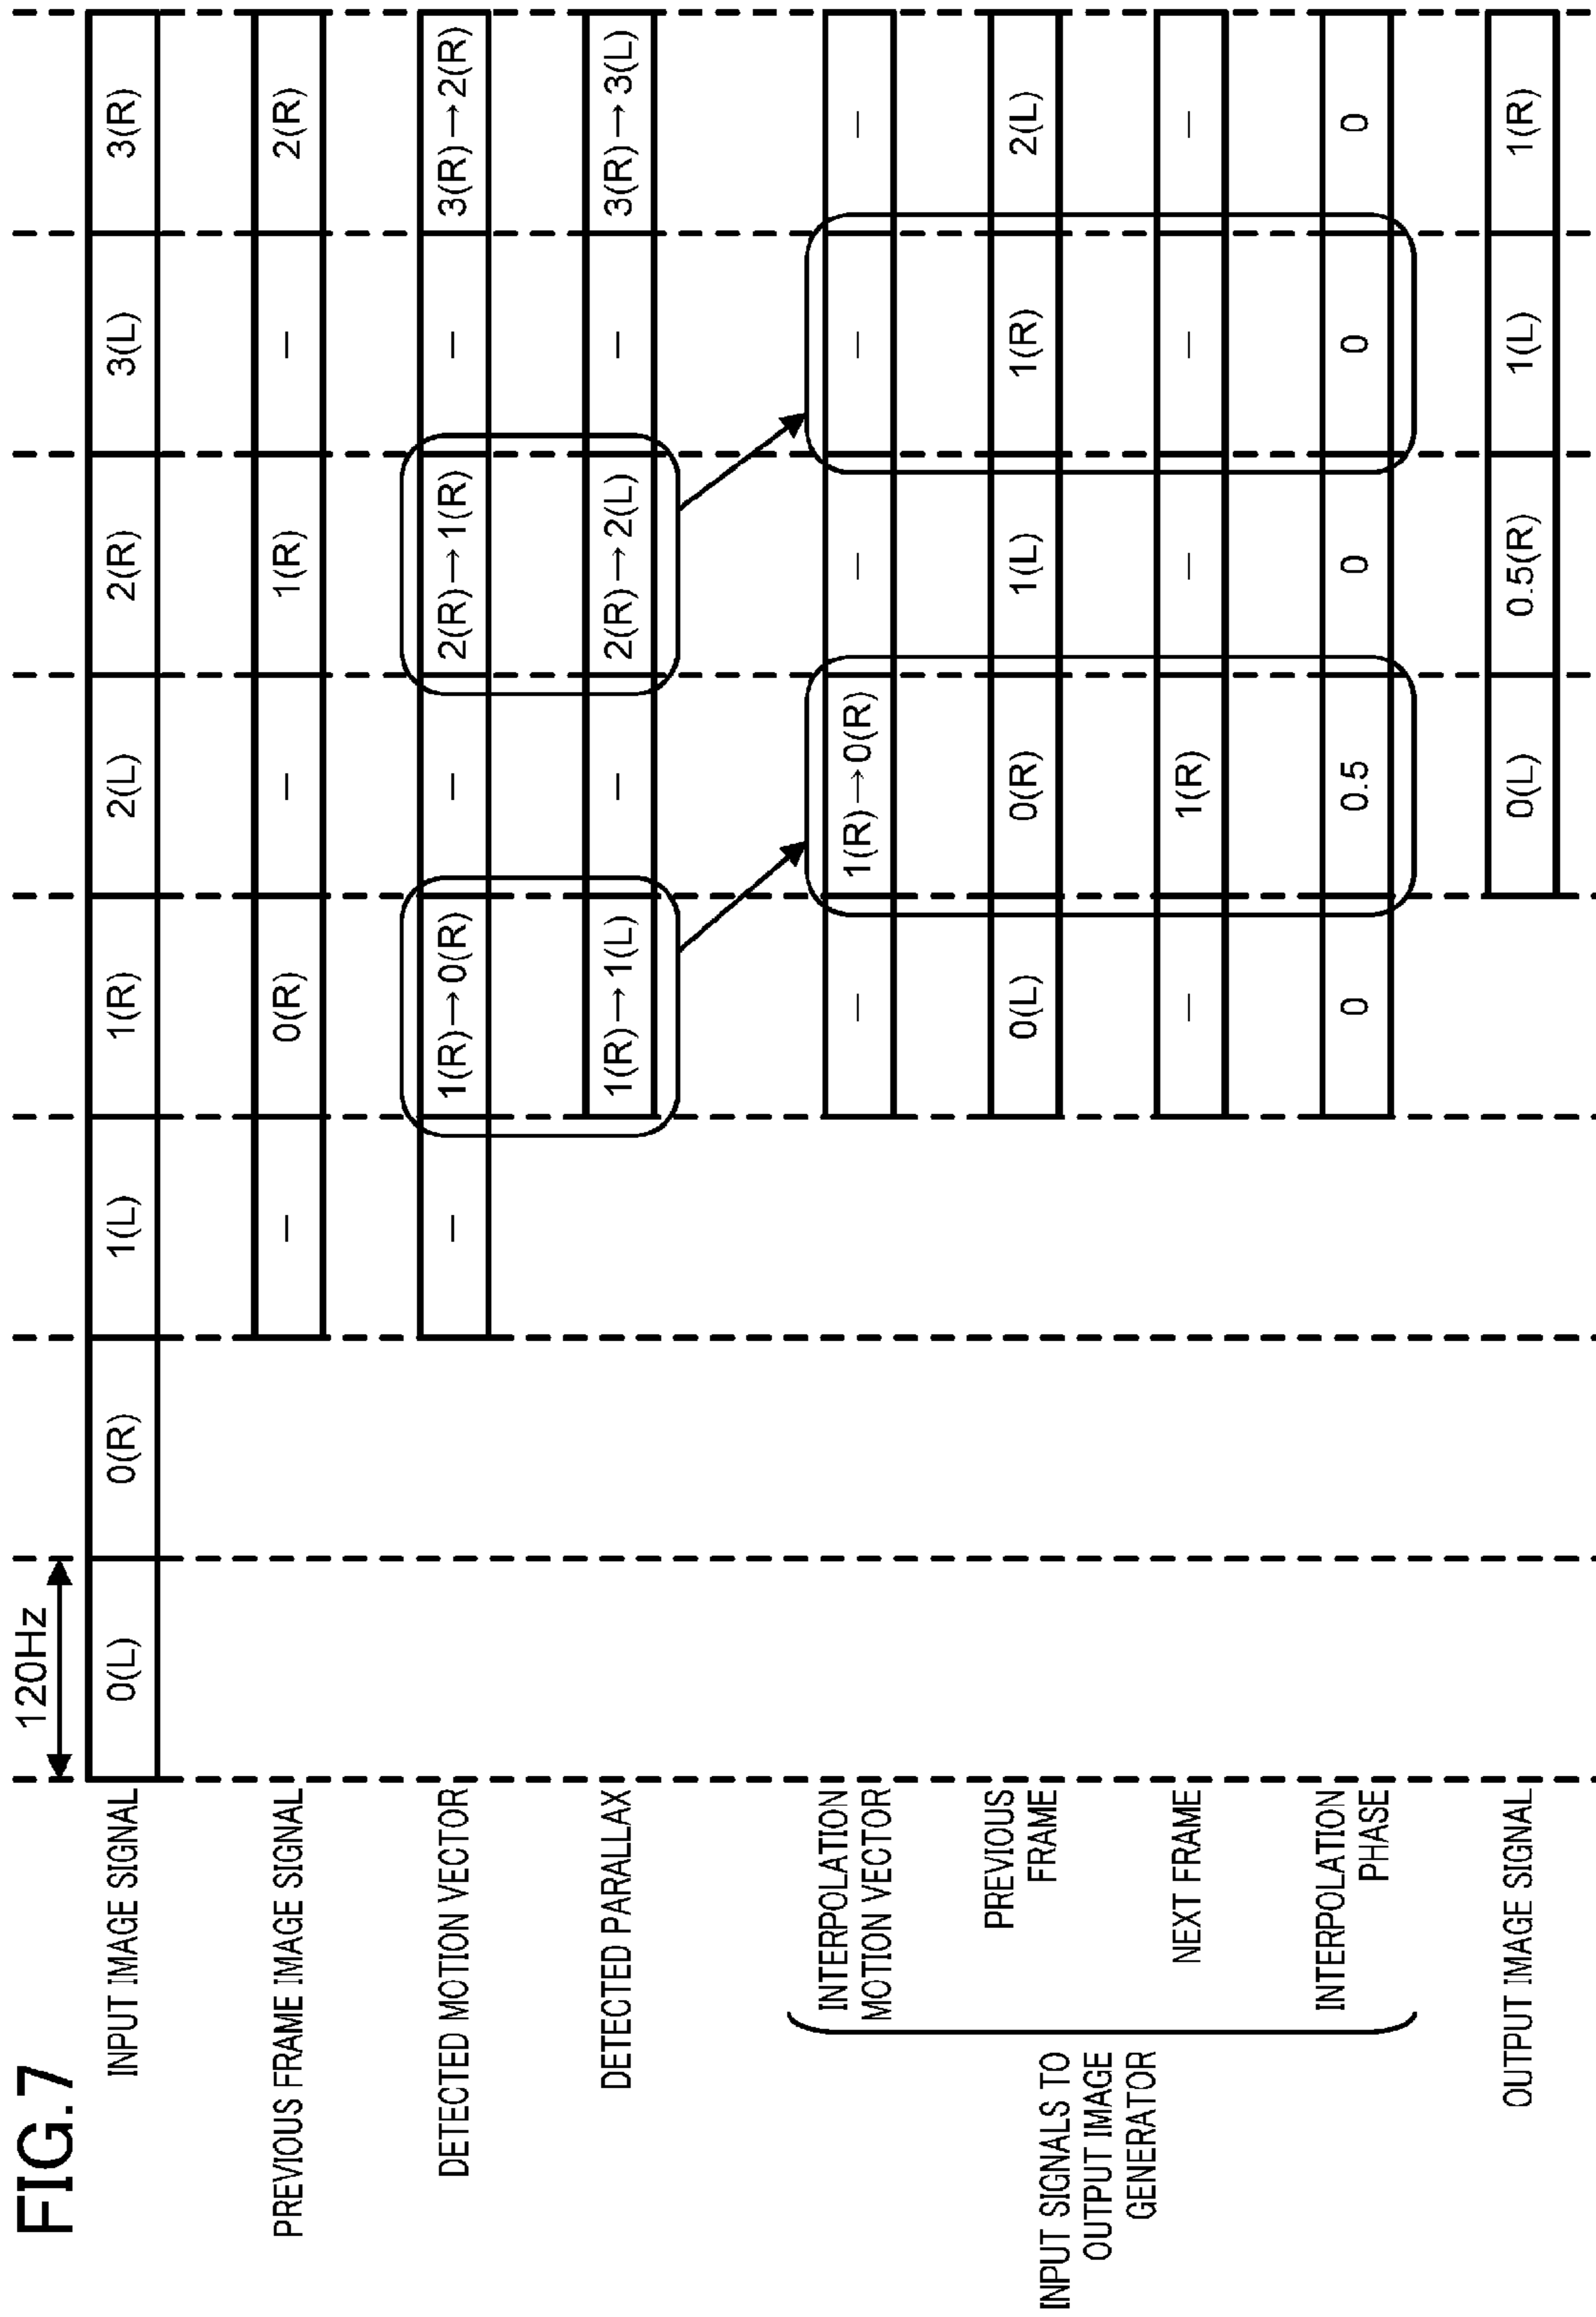 FIG.7
120Hz
INPUT IMAGE SIGNAL 0(L) 0(R) 1(L) 1(R) 2(L) 2(R) 3(L) 3(R)
PREVIOUS FRAME IMAGE SIGNAL – 0(R) – 1(R) – 2(R)
DETECTED MOTION VECTOR – 1(R)→0(R) – 2(R)→1(R) – 3(R)→2(R)
DETECTED PARALLAX 1(R)→1(L) – 2(R)→2(L) – 3(R)→3(L)
INPUT SIGNALS TO
OUTPUT IMAGE
GENERATOR
INTERPOLATION
MOTION VECTOR – 1(R)→0(R) – – –
PREVIOUS
FRAME 0(L) 0(R) 1(L) 1(R) 2(L)
NEXT FRAME – 1(R) – – –
INTERPOLATION
PHASE 0 0.5 0 0 0
OUTPUT IMAGE SIGNAL 0(L) 0.5(R) 1(L) 1(R)